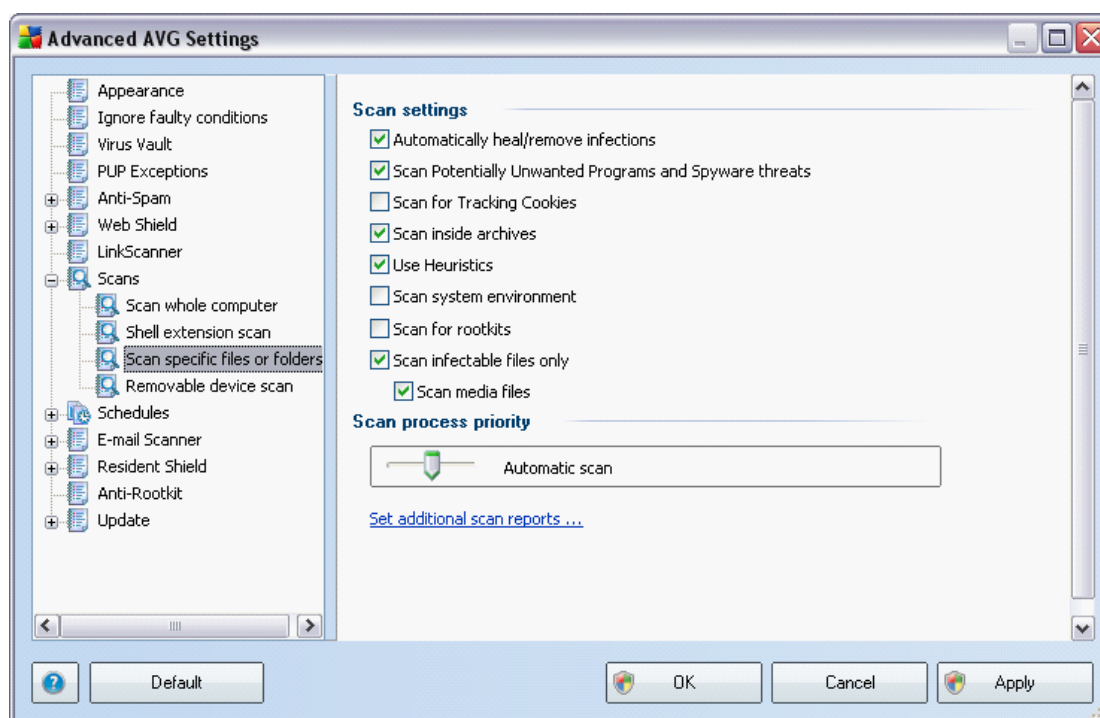 Advanced AVG Settings
Appearance
Ignore faulty conditions
Virus Vault
PUP Exceptions
Anti-Spam
Web Shield
LinkScanner
Scans
Scan whole computer
Shell extension scan
Scan specific files or folders
Removable device scan
Schedules
E-mail Scanner
Resident Shield
Anti-Rootkit
Update
Scan settings
Automatically heal/remove infections
Scan Potentially Unwanted Programs and Spyware threats
Scan for Tracking Cookies
Scan inside archives
Use Heuristics
Scan system environment
Scan for rootkits
Scan infectable files only
Scan media files
Scan process priority
Automatic scan
Set additional scan reports ...
Default
OK
Cancel
Apply